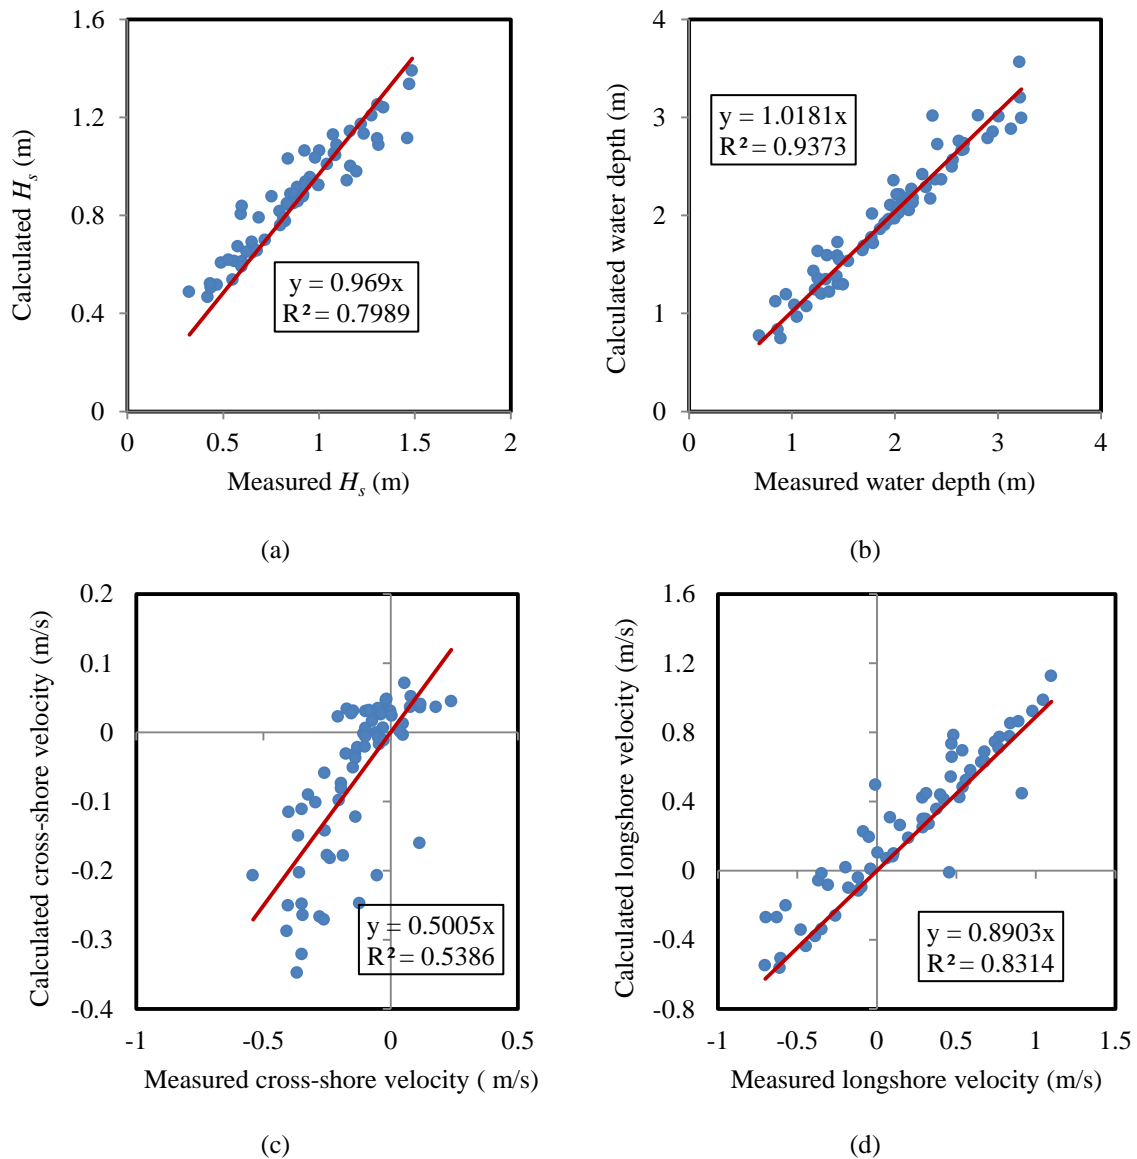 1.6
1.2
0.8
0.4
0
0
0.5
1
1.5
2
Calculated Hs (m)
Measured Hs (m)
y = 0.969x
R² = 0.7989
(a)
4
3
2
1
0
0
1
2
3
4
Calculated water depth (m)
Measured water depth (m)
y = 1.0181x
R² = 0.9373
(b)
0.2
0.1
0
-0.1
-0.2
-0.3
-0.4
-1
-0.5
0
0.5
Calculated cross-shore velocity (m/s)
Measured cross-shore velocity ( m/s)
y = 0.5005x
R² = 0.5386
(c)
1.6
1.2
0.8
0.4
0
-0.4
-0.8
-1
-0.5
0
0.5
1
1.5
Calculated longshore velocity (m/s)
Measured longshore velocity (m/s)
y = 0.8903x
R² = 0.8314
(d)